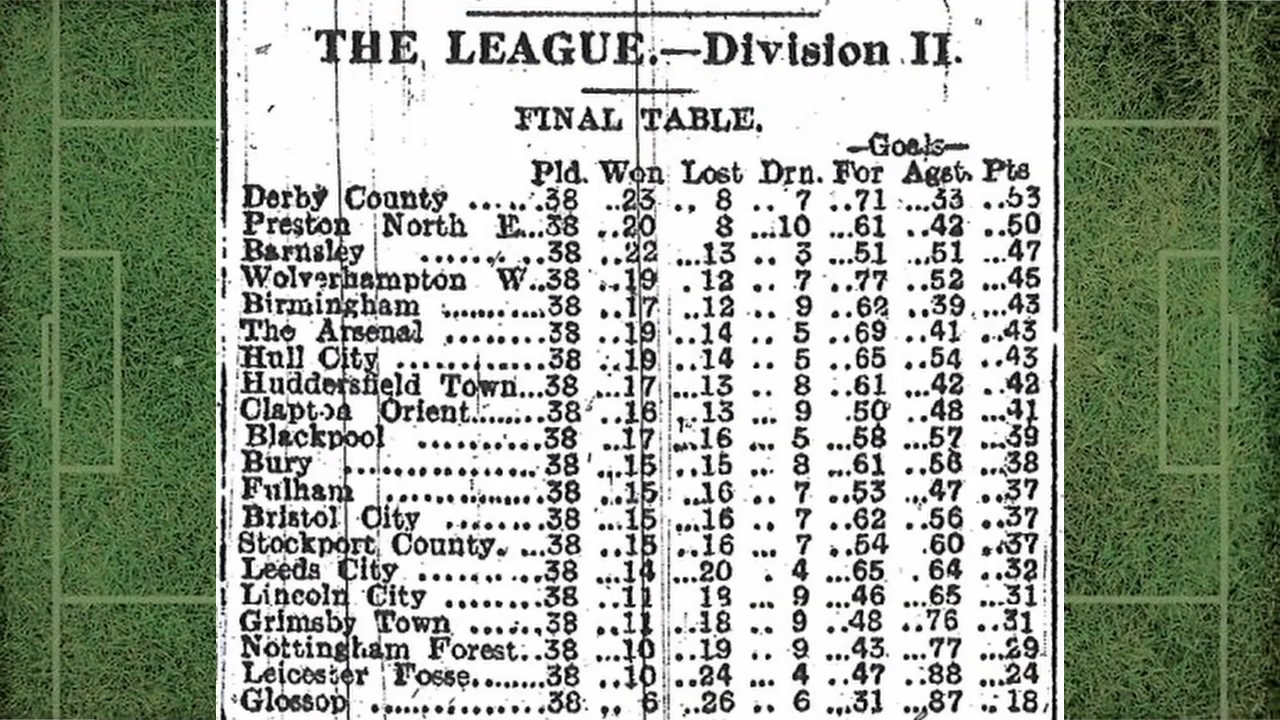 THE LEAGUE.—Division II.
FINAL TABLE.
—Goals—
Pld. Won Lost Drn. For Agst. Pts
Derby County ......38 ..23 .. 8 .. 7 ..71 ...33 ..53
Preston North E...38 ..20 8 ...10 ...61 ...42 ...50
Barnsley .........38 ...22 ...13 .. 3 ...51 ...51 ...47
Wolverhampton W..38 ...19 . 12 .. 7 ...77 ...52 ...45
Birmingham ..........38 ...17 ..12 .. 9 ..62 ..39 ...43
The Arsenal ........38 ...19 ...14 .. 5 ...69 ...41 ..43
Hull City ............38 ...19 ..14 .. 5 ...65 ...54 ...43
Huddersfield Town...38 ...17 ...13 .. 8 ...61 ...42 ..42
Clapton Orient.......38 ...16 ...13 .. 9 .50 ...48 ...41
Blackpool ..........38 ...17 ...16 ... 5 ...58 ...57 ...39
Bury ................38 ...15 ...15 ... 8 ...61 ..56 ...38
Fulham ............38 ...15 ...16 ... 7 ...53 ...47 ...37
Bristol City ........38 ...15 ...16 .. 7 ..62 ..56 ...37
Stockport County. ...38 ...15 ..16 ... 7 ...54 .60 ...37
Leeds City ..........38 ...14 ...20 . 4 ...65 . 64 ...32
Lincoln City ........38 ...11 19 ... 9 ...46 ...65 ...31
Grimsby Town ......38 ...11 ...18 ... 9 ...48 ..76 ...31
Nottingham Forest..38 ...10 ...19 .. 9 ...43 ...77 ...29
Leicester Fosse.......38 ...10 ...24 ... 4 ...47 ...88 ...24
Glossop ..............38 .. 6 ..26 .. 6 ...31 ...87 .. 18